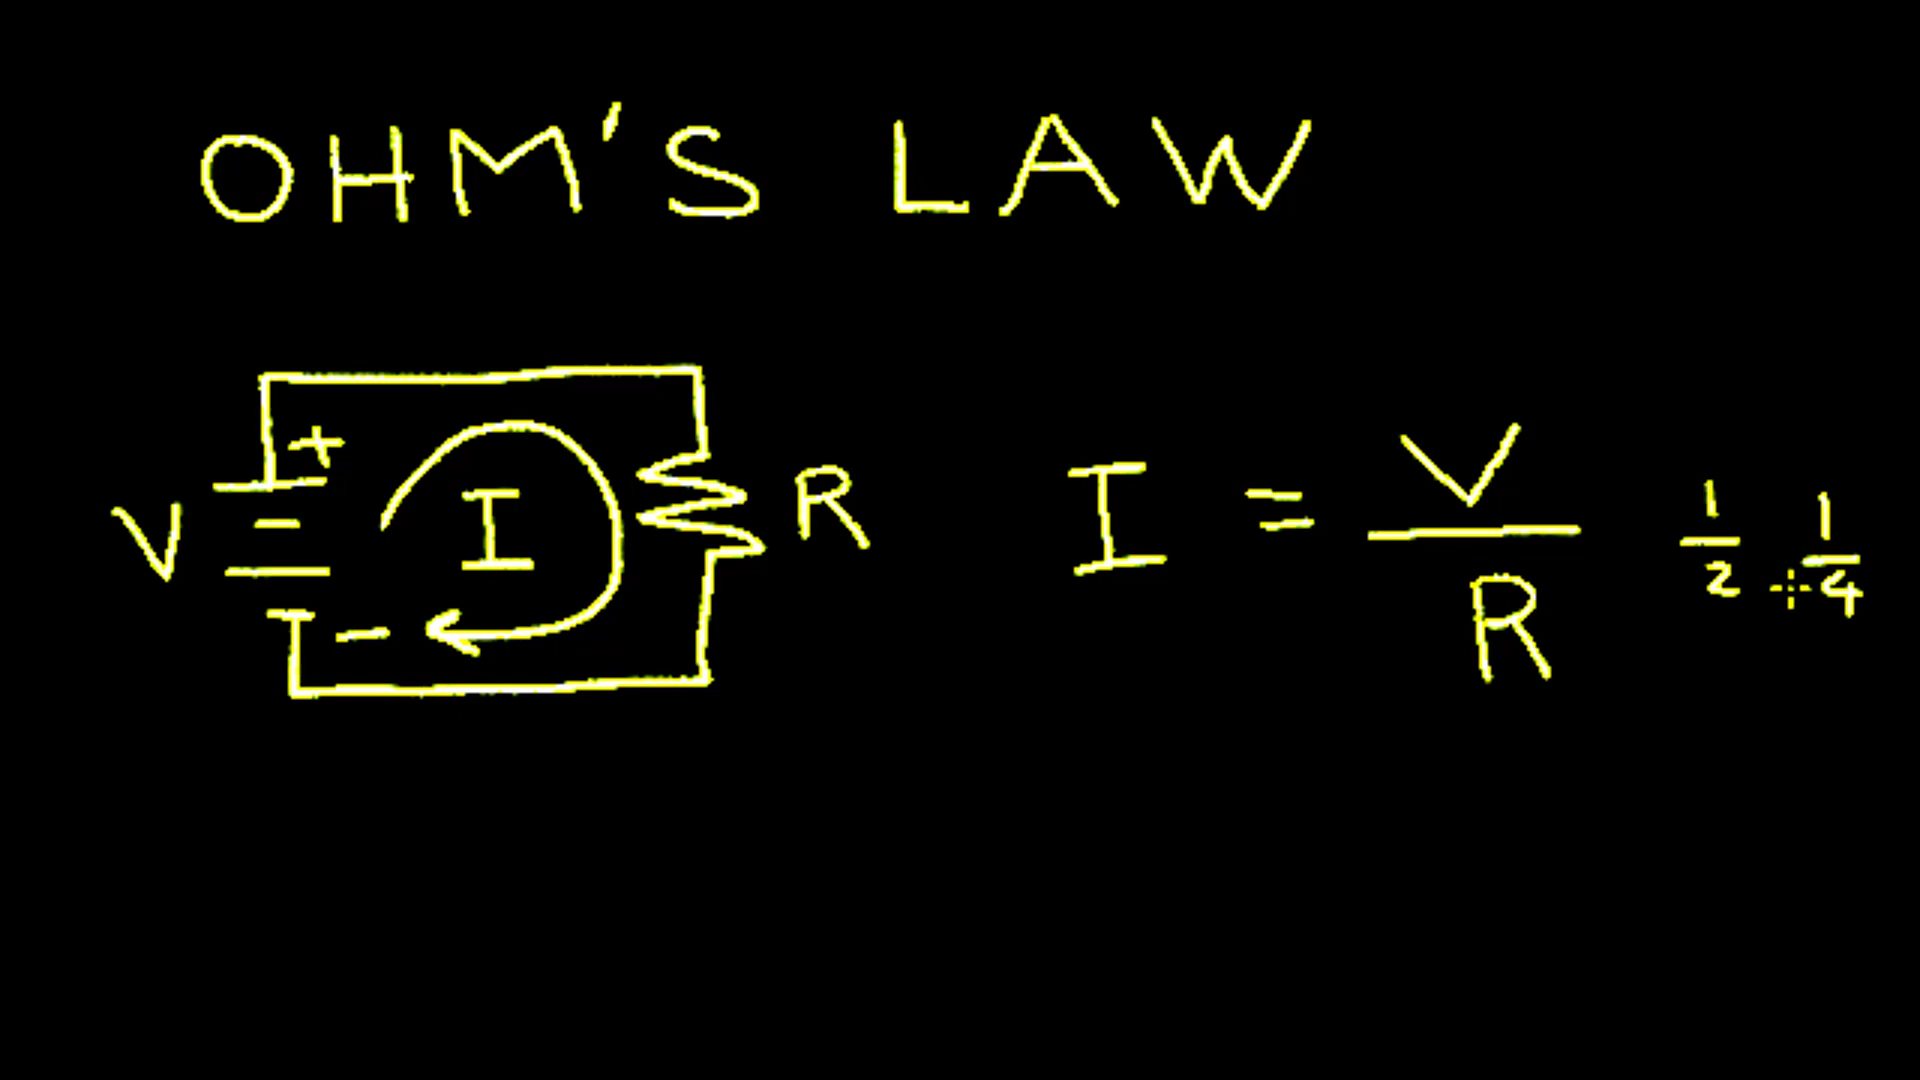 OHM'S LAW
V + I - R
I = V/R 1/2 1/4